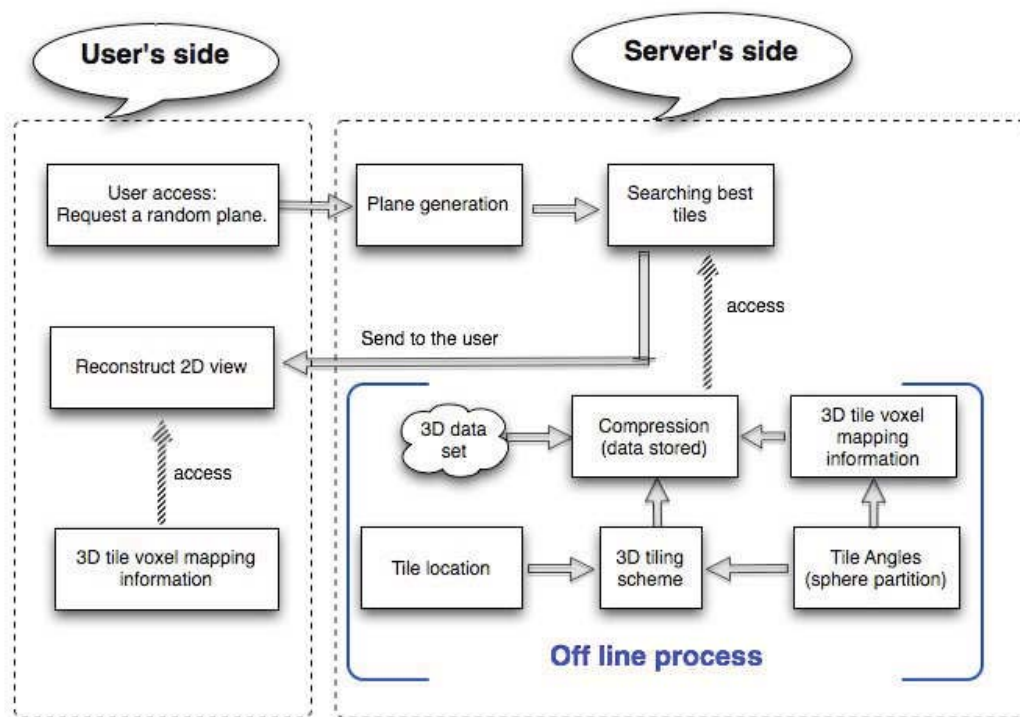 User's side
Server's side
User access:
Request a random plane.
Plane generation
Searching best
tiles
access
Send to the user
Reconstruct 2D view
3D data
set
Compression
(data stored)
3D tile voxel
mapping
information
access
3D tile voxel mapping
information
Tile location
3D tiling
scheme
Tile Angles
(sphere partition)
Off line process